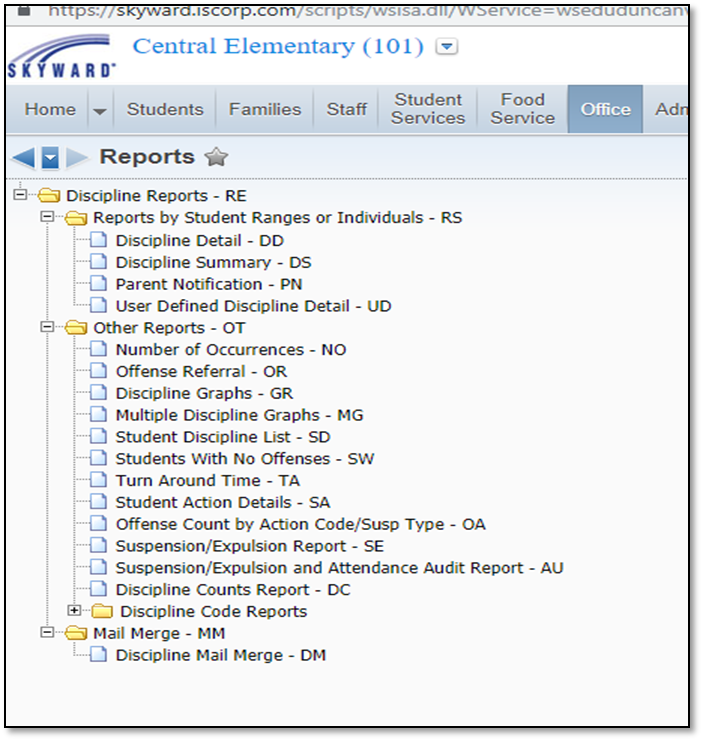 https://skyward.iscorp.com/scripts/wsisa.dll/WService=wseduduncanv
SKYWARD
Central Elementary (101)
Home Students Families Staff Student Services Food Service Office Adm
Reports
Discipline Reports - RE
Reports by Student Ranges or Individuals - RS
Discipline Detail - DD
Discipline Summary - DS
Parent Notification - PN
User Defined Discipline Detail - UD
Other Reports - OT
Number of Occurrences - NO
Offense Referral - OR
Discipline Graphs - GR
Multiple Discipline Graphs - MG
Student Discipline List - SD
Students With No Offenses - SW
Turn Around Time - TA
Student Action Details - SA
Offense Count by Action Code/Susp Type - OA
Suspension/Expulsion Report - SE
Suspension/Expulsion and Attendance Audit Report - AU
Discipline Counts Report - DC
Discipline Code Reports
Mail Merge - MM
Discipline Mail Merge - DM